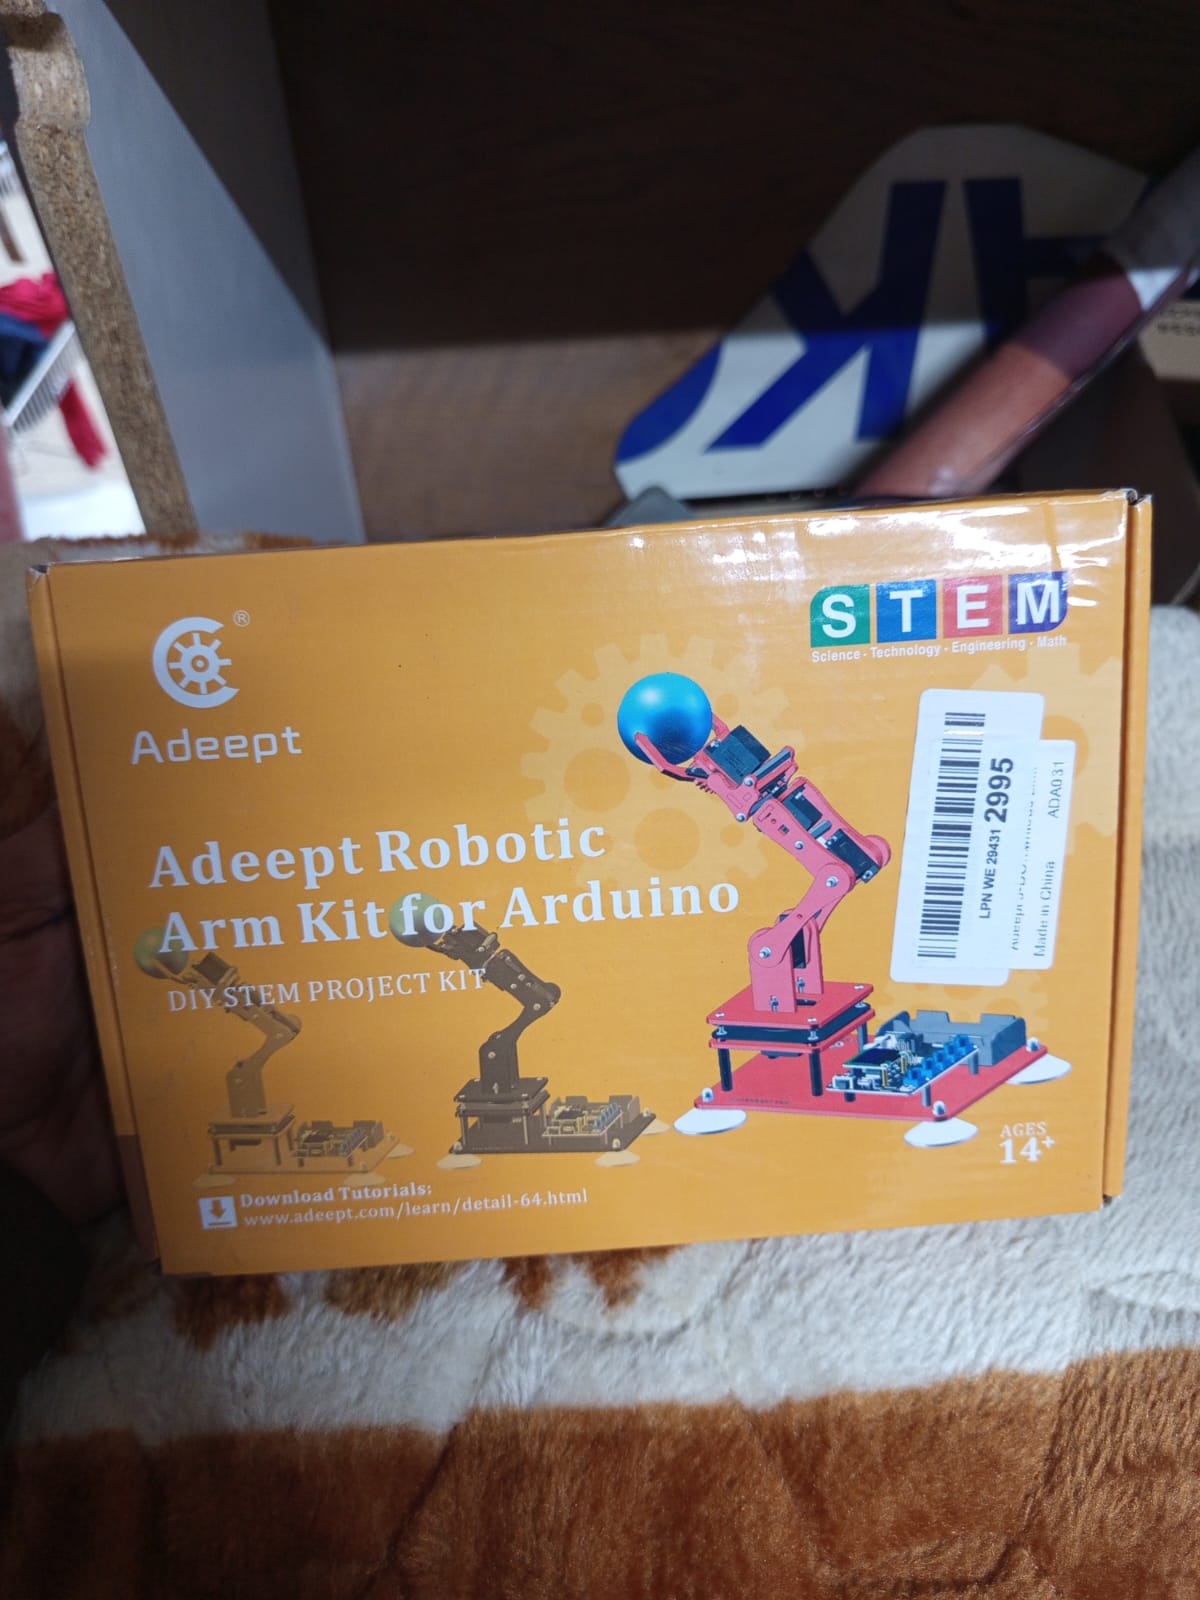 ®
Adeept
STEM
Science - Technology - Engineering - Math
Adeept Robotic
Arm Kit for Arduino
DIY STEM PROJECT KIT
LPN WE 29431 2995
ADA031
Made in China
AGES
14+
Download Tutorials:
www.adeept.com/learn/detail-64.html